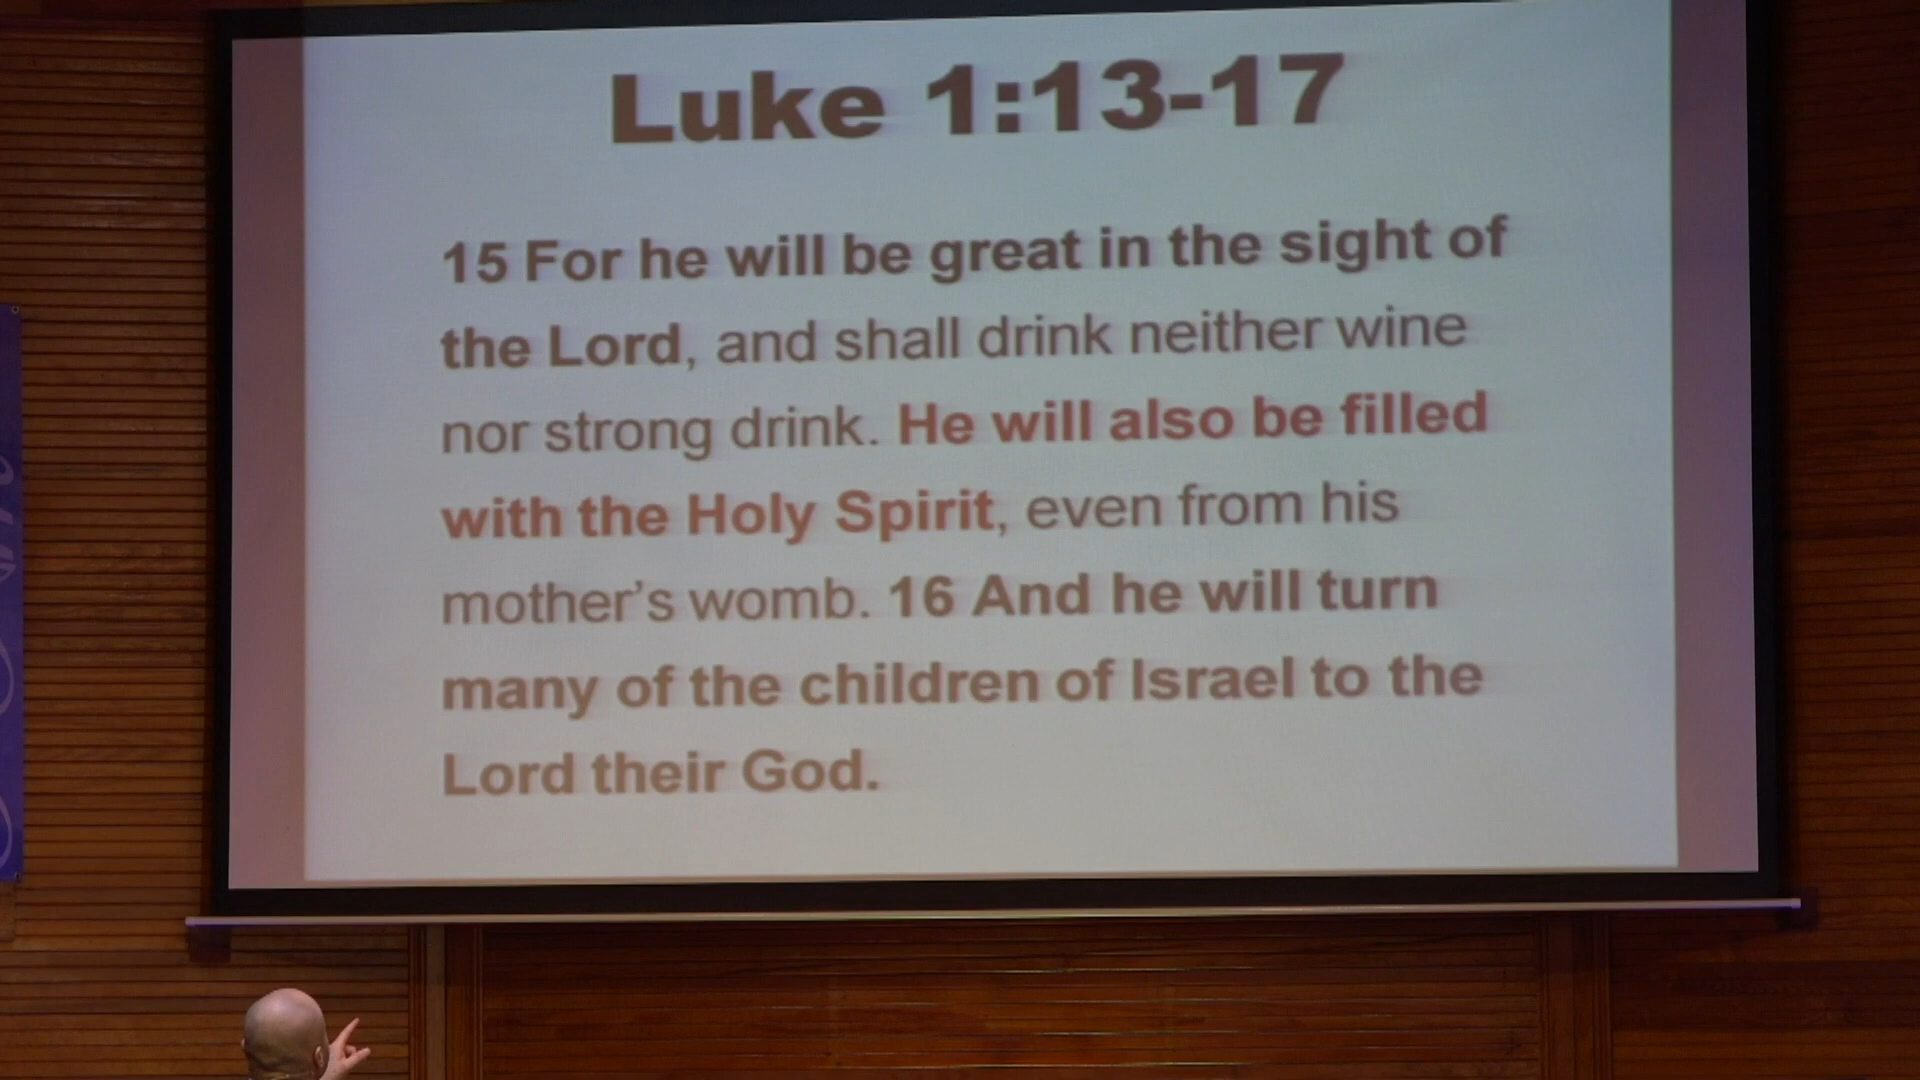 Luke 1:13-17
15 For he will be great in the sight of
the Lord, and shall drink neither wine
nor strong drink. He will also be filled
with the Holy Spirit, even from his
mother’s womb. 16 And he will turn
many of the children of Israel to the
Lord their God.